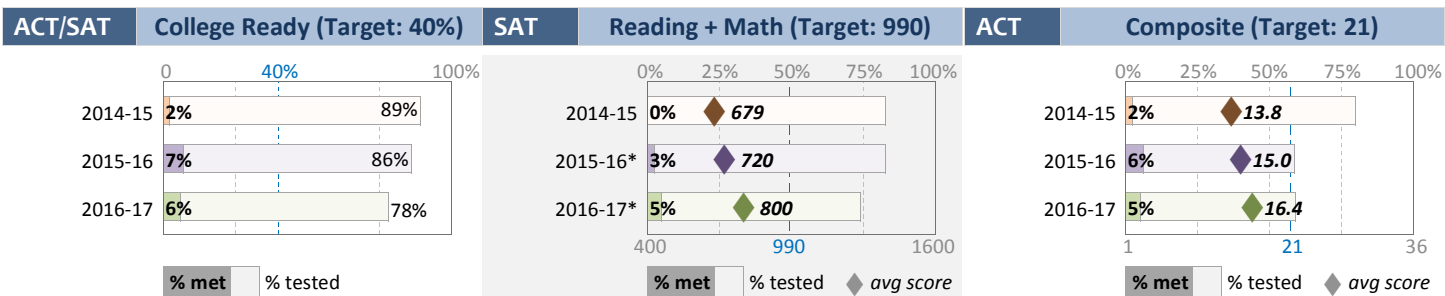 ACT/SAT College Ready (Target: 40%)
0 40% 100%
2014-15 2% 89%
2015-16 7% 86%
2016-17 6% 78%
% met % tested
SAT Reading + Math (Target: 990)
0% 25% 50% 75% 100%
2014-15 0% 679
2015-16* 3% 720
2016-17* 5% 800
400 990 1600
% met % tested avg score
ACT Composite (Target: 21)
0% 25% 50% 75% 100%
2014-15 2% 13.8
2015-16 6% 15.0
2016-17 5% 16.4
1 21 36
% met % tested avg score